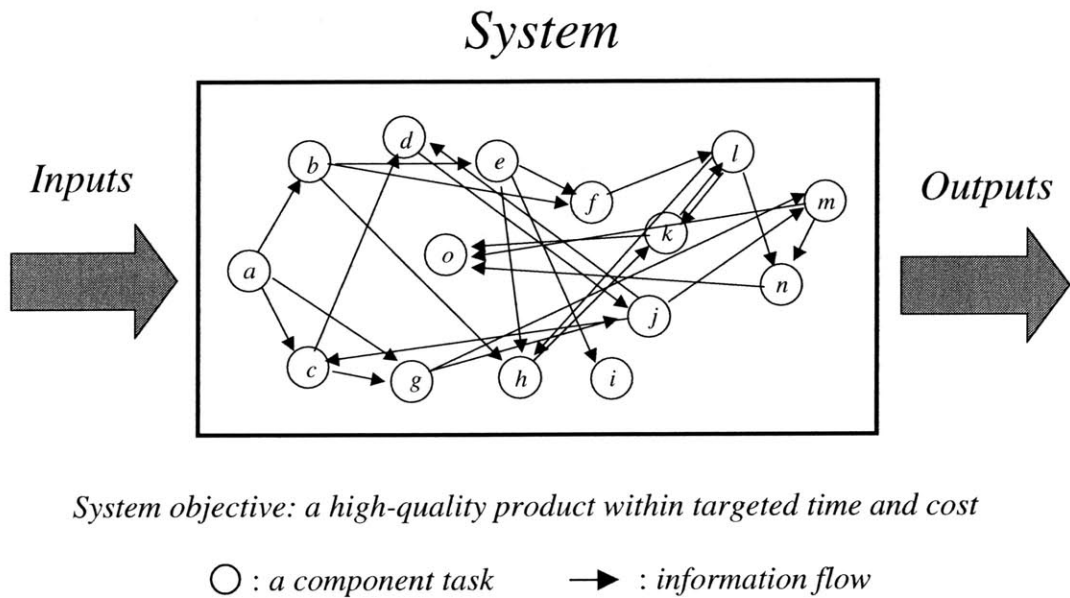 System
Inputs
Outputs
d
b
e
l
f
m
k
o
a
n
j
c
g
h
i
System objective: a high-quality product within targeted time and cost
: a component task
: information flow